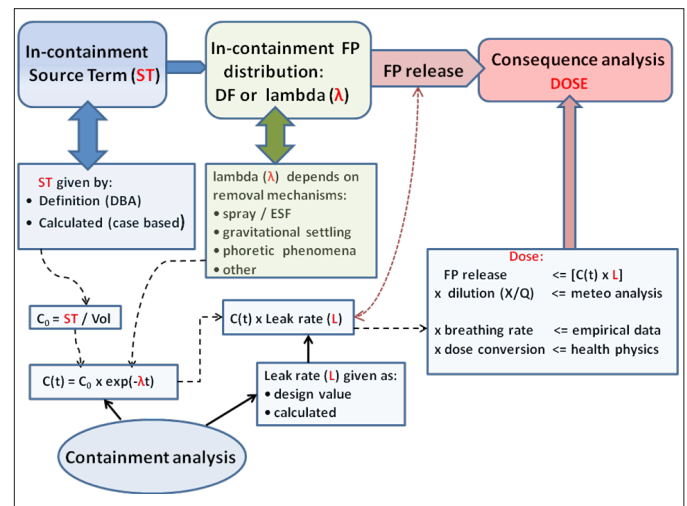 In-containment
Source Term (ST)
In-containment FP
distribution:
DF or lambda (λ)
FP release
Consequence analysis
DOSE
ST given by:
• Definition (DBA)
• Calculated (case based)
lambda (λ) depends on
removal mechanisms:
• spray / ESF
• gravitational settling
• phoretic phenomena
• other
Dose:
FP release <= [C(t) x L]
x dilution (X/Q) <= meteo analysis
x breathing rate <= empirical data
x dose conversion <= health physics
C0 = ST / Vol
C(t) x Leak rate (L)
C(t) = C0 x exp(-λt)
Leak rate (L) given as:
• design value
• calculated
Containment analysis